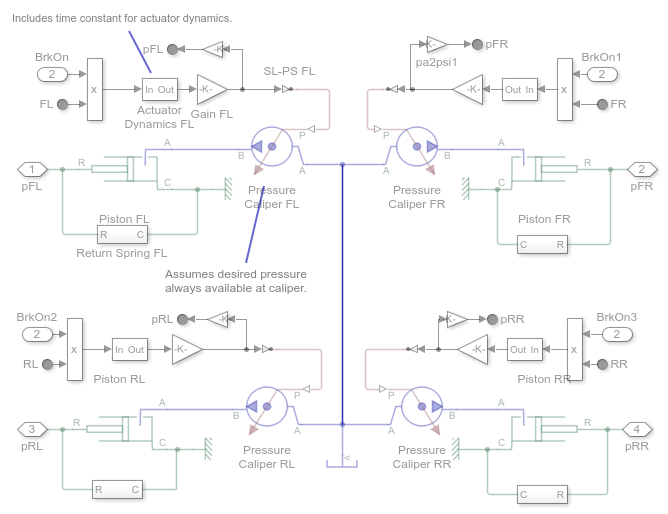 Includes time constant for actuator dynamics.
pFL
-K-
K-
pFR
BrkOn
2
SL-PS FL
pa2psi1
BrkOn1
2
x
In Out
-K-
-K-
Out In
x
FL
Actuator
Dynamics FL
Gain FL
FR
P
P
A
B
A
A
B
A
1
R
R
2
pFL
C
C
pFR
Pressure
Caliper FL
Pressure
Caliper FR
Piston FL
Piston FR
R C
C R
Return Spring FL
Assumes desired pressure
always available at caliper.
BrkOn2
pRL
-K
K-
pRR
BrkOn3
2
2
x
In Out
-K-
-K-
Out In
x
RL
RR
Piston RL
Piston RR
P
P
A
B
A
A
B
A
3
R
R
4
pRL
C
C
pRR
Pressure
Caliper RL
Pressure
Caliper RR
A
R C
C R